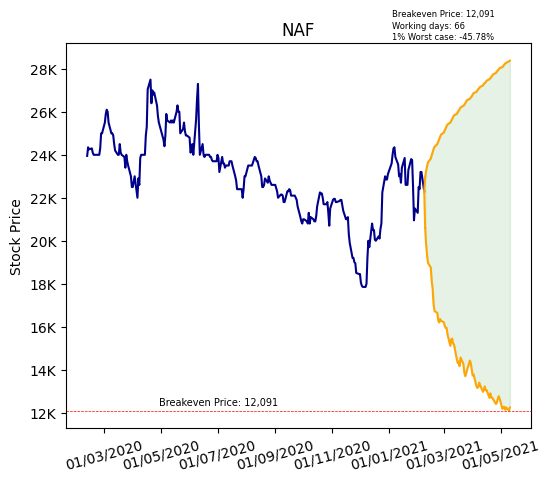 Breakeven Price: 12,091
Working days: 66
1% Worst case: -45.78%
NAF
Stock Price
28K
26K
24K
22K
20K
18K
16K
14K
12K
Breakeven Price: 12,091
01/03/2020
01/05/2020
01/07/2020
01/09/2020
01/11/2020
01/01/2021
01/03/2021
01/05/2021